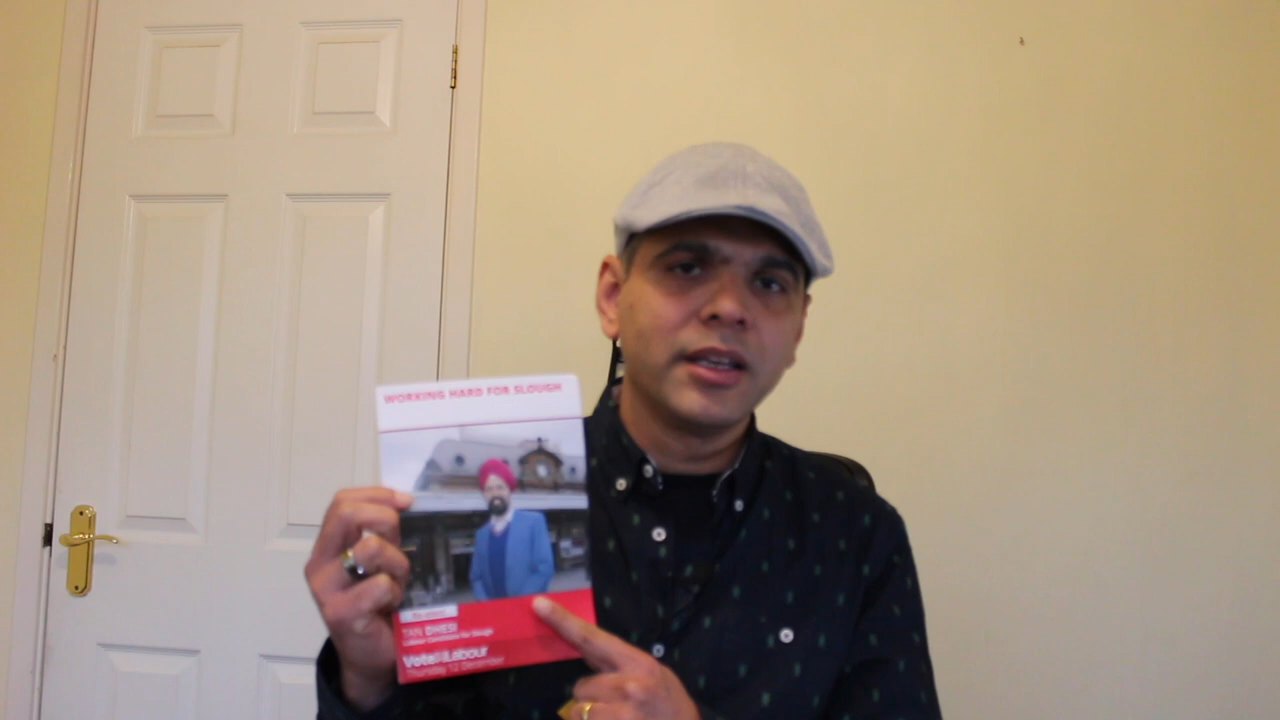 WORKING HARD FOR SLOUGH
TAN DHESI
Labour Candidate for Slough
Vote Labour
Thursday 12 December